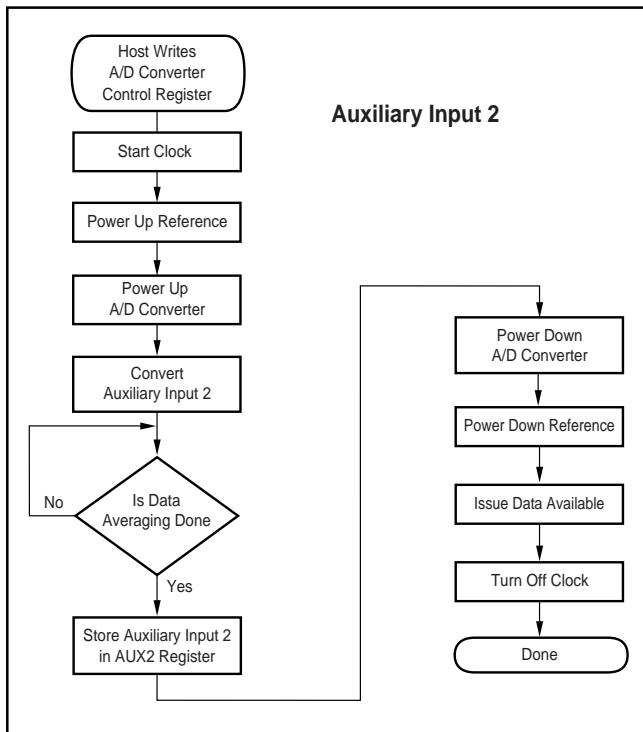 Host Writes
A/D Converter
Control Register
Auxiliary Input 2
Start Clock
Power Up Reference
Power Up
A/D Converter
Convert
Auxiliary Input 2
No
Is Data
Averaging Done
Yes
Store Auxiliary Input 2
in AUX2 Register
Power Down
A/D Converter
Power Down Reference
Issue Data Available
Turn Off Clock
Done